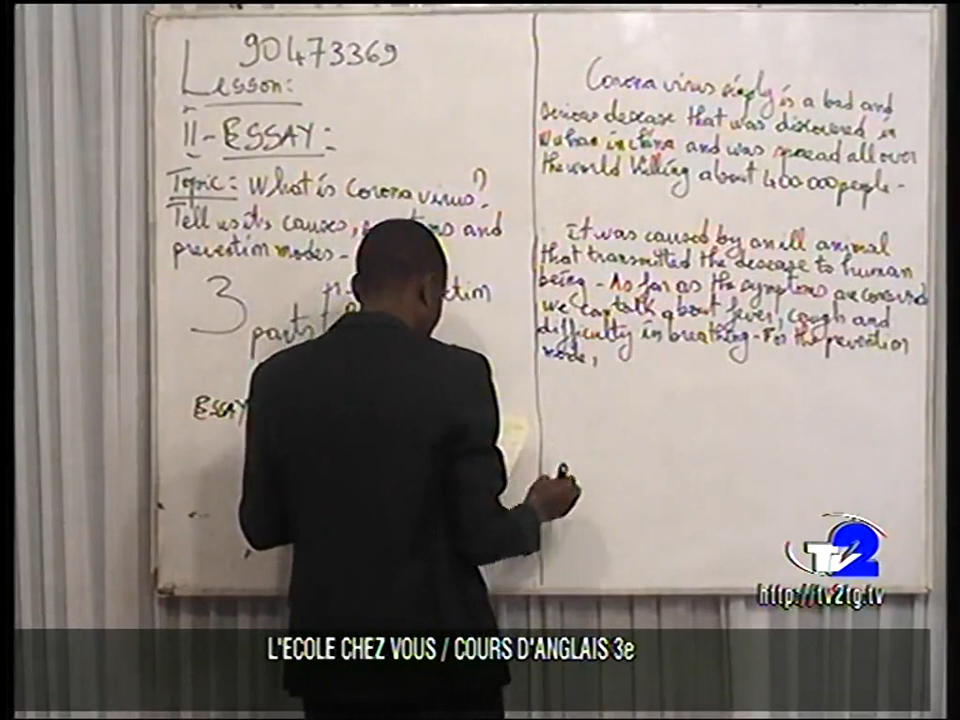 90473369
Lesson:
II- ESSAY:
Topic: What is Corona virus?
Tell us its causes, and
prevention modes-
3
parts
ESSAY
Corona virus simply is a bad and
serious desease that was discovered in
Wuhan in china and was spread all over
the world killing about 400 000 people-
It was caused by an ill animal
that transmitted the desease to human
being- As far as the symptoms are concerned
we can talk about fever, cough and
difficulty in breathing- For the prevention
mode,
TV2
http://tv2tg.tv
L'ECOLE CHEZ VOUS / COURS D'ANGLAIS 3e